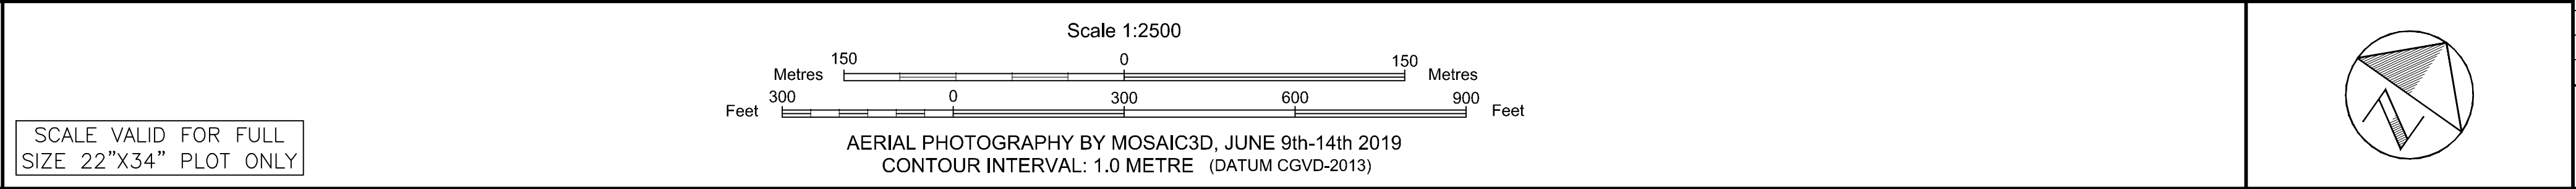 Scale 1:2500
150 0 150
Metres Metres
300 0 300 600 900
Feet Feet
AERIAL PHOTOGRAPHY BY MOSAIC3D, JUNE 9th-14th 2019
CONTOUR INTERVAL: 1.0 METRE (DATUM CGVD-2013)
SCALE VALID FOR FULL
SIZE 22"X34" PLOT ONLY
N